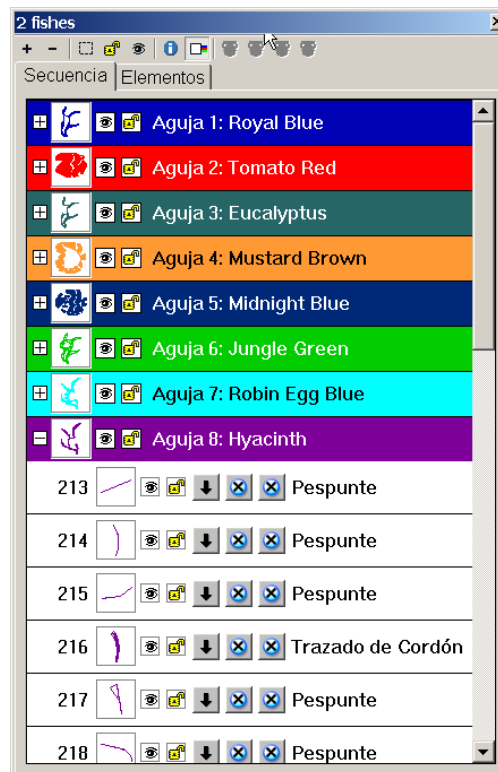 2 fishes
Secuencia Elementos
Aguja 1: Royal Blue
Aguja 2: Tomato Red
Aguja 3: Eucalyptus
Aguja 4: Mustard Brown
Aguja 5: Midnight Blue
Aguja 6: Jungle Green
Aguja 7: Robin Egg Blue
Aguja 8: Hyacinth
213 Pespunte
214 Pespunte
215 Pespunte
216 Trazado de Cordón
217 Pespunte
218 Pespunte